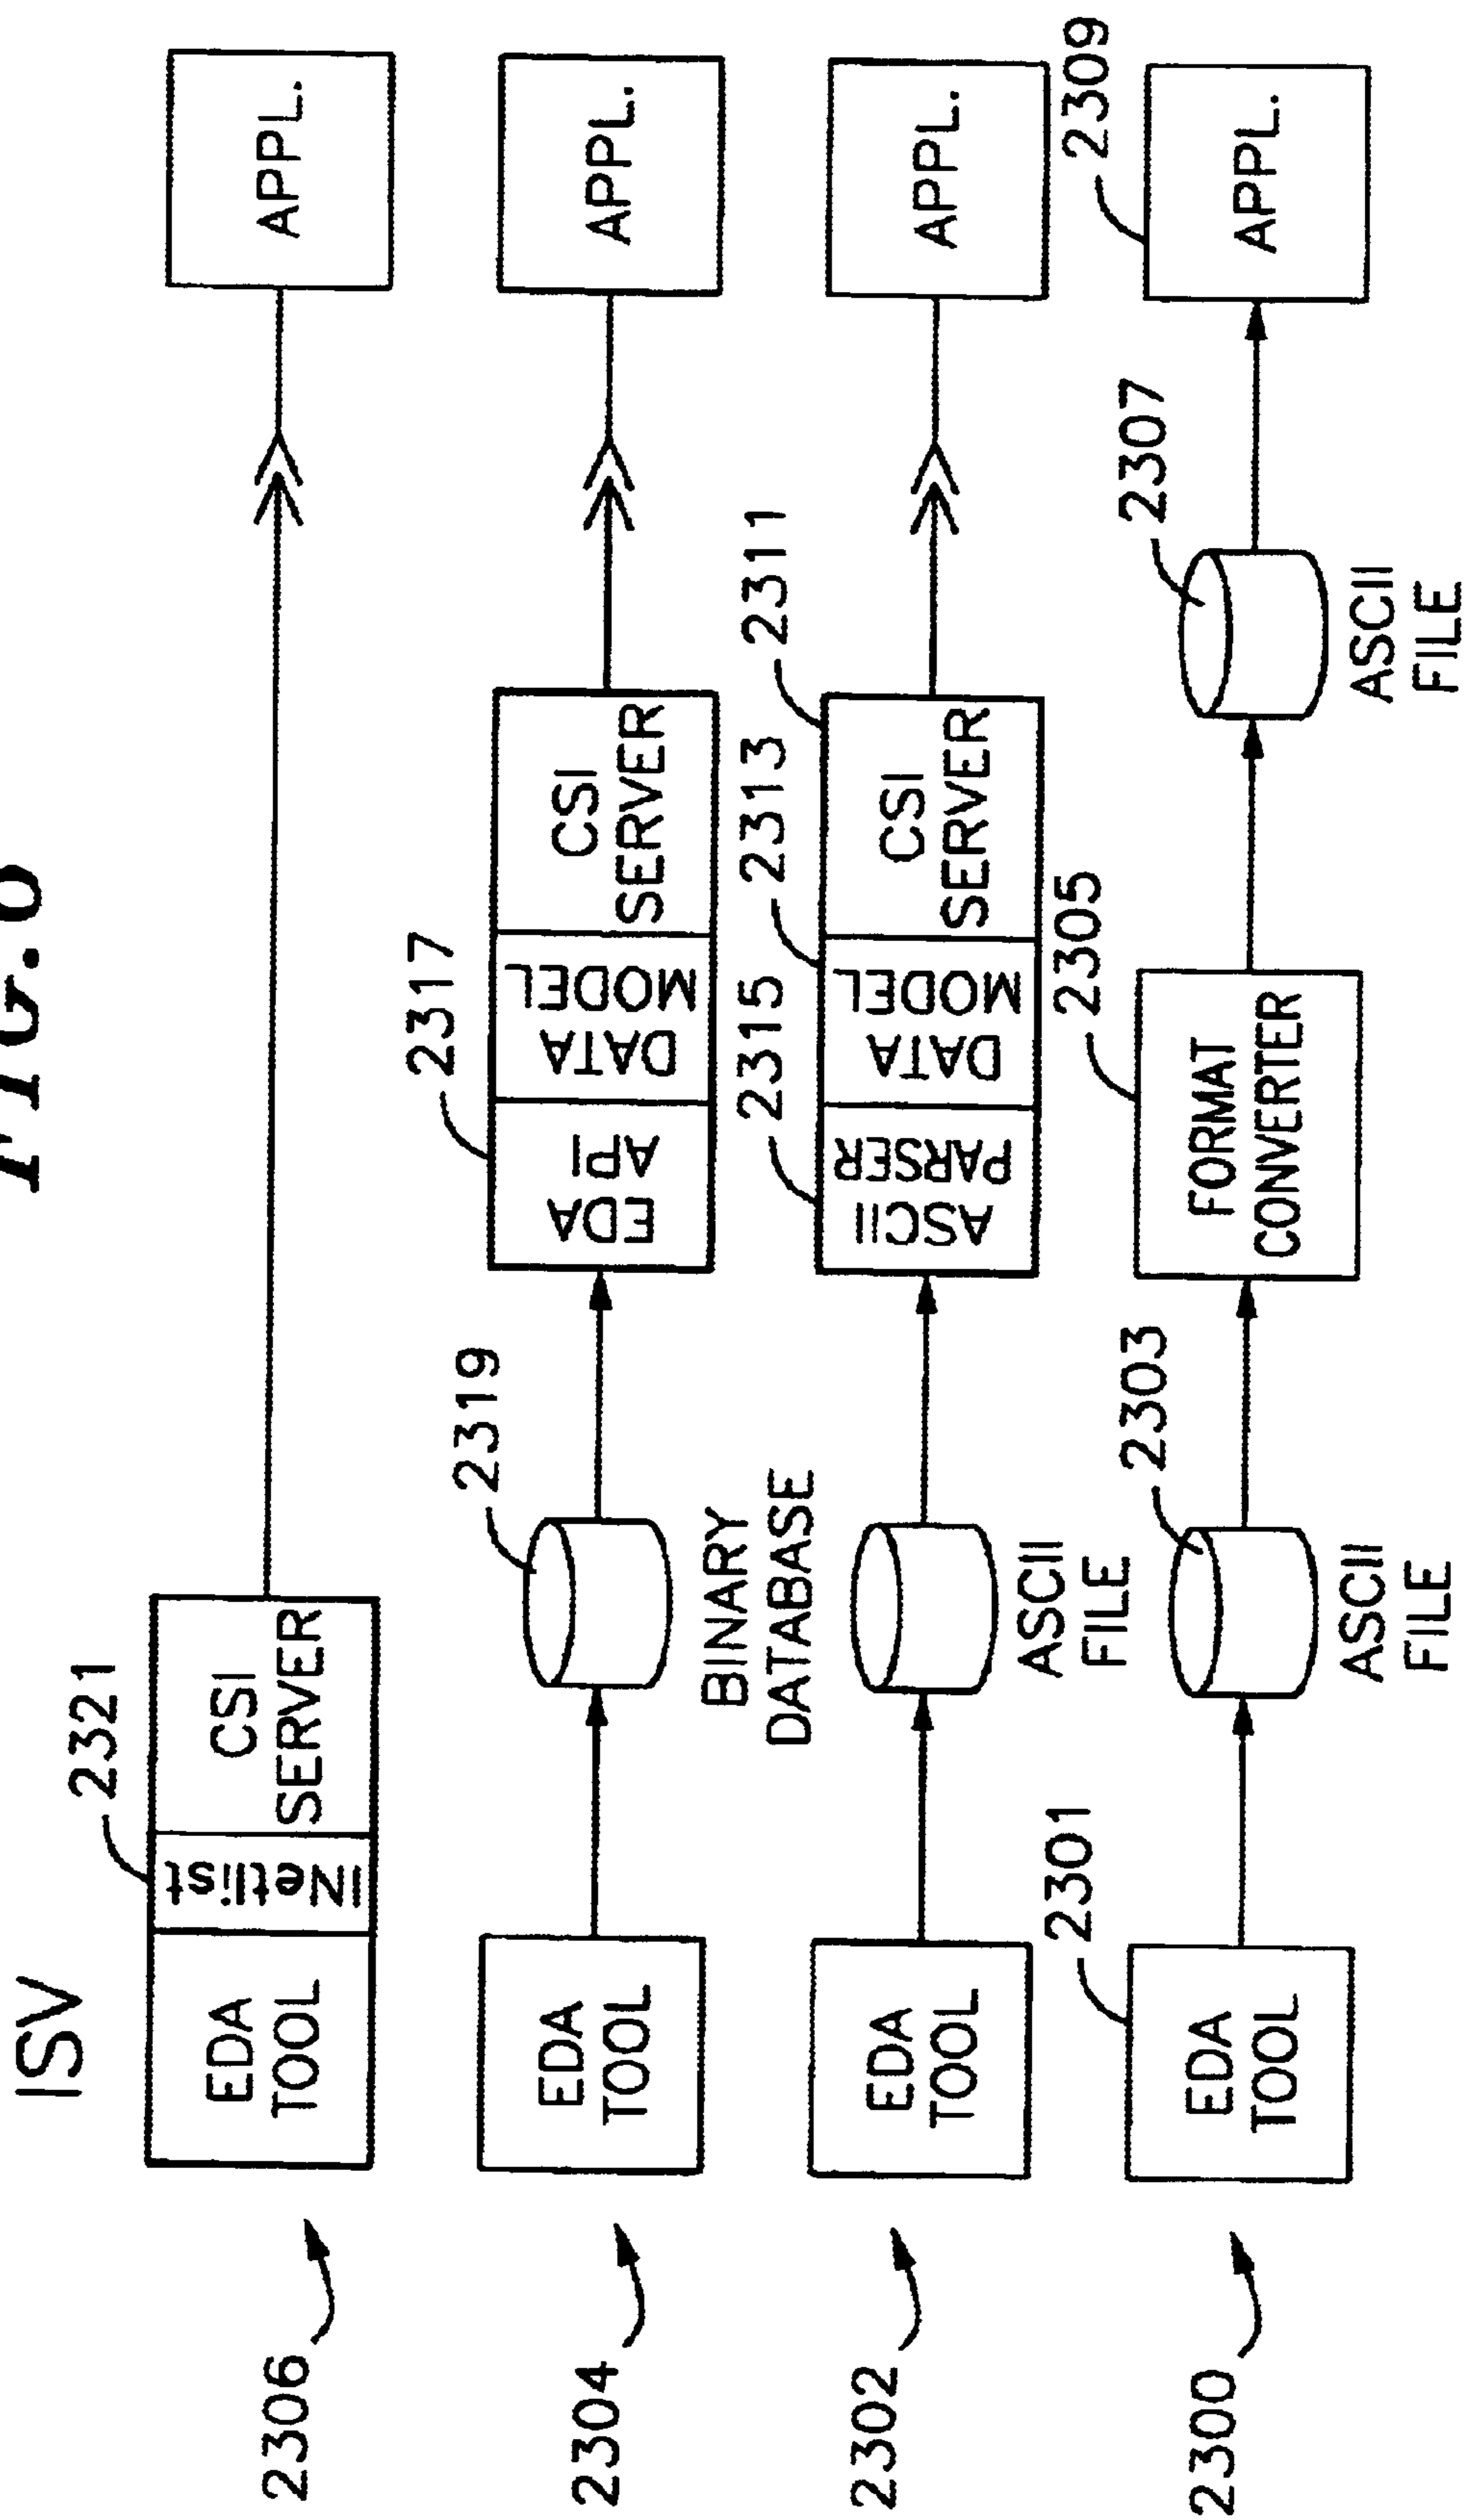 FIG.
ISV
2306
EDA
TOOL
INetlist
2321
CSI
SERVER
APPL.
2304
EDA
TOOL
2319
BINARY
DATABASE
2317
EDA
API
DATA
MODEL
CSI
SERVER
APPL.
2302
EDA
TOOL
ASCII
FILE
2315
2313
2311
ASCII
PARSER
DATA
MODEL
CSI
SERVER
APPL.
2300
2301
EDA
TOOL
2303
ASCII
FILE
2305
FORMAT
CONVERTER
2307
ASCII
FILE
2309
APPL.